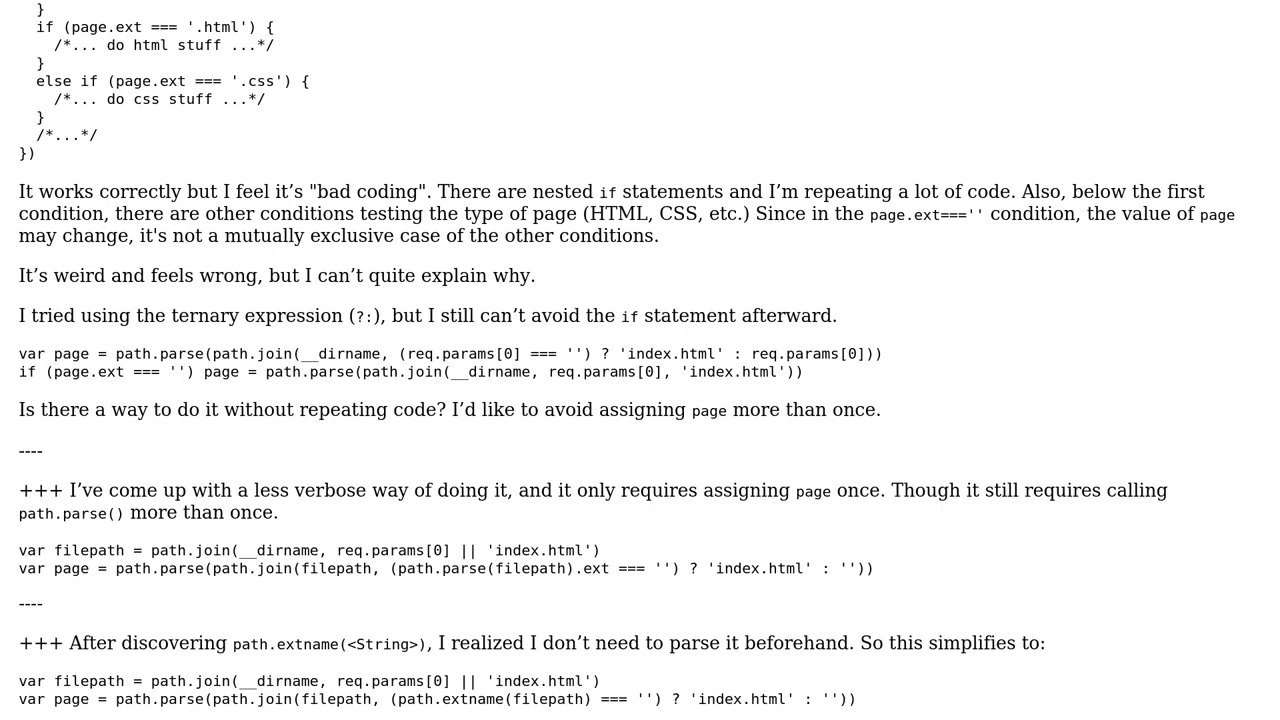 }
  if (page.ext === '.html') {
    /*... do html stuff ...*/
  }
  else if (page.ext === '.css') {
    /*... do css stuff ...*/
  }
  /*...*/
})
It works correctly but I feel it’s "bad coding". There are nested if statements and I’m repeating a lot of code. Also, below the first
condition, there are other conditions testing the type of page (HTML, CSS, etc.) Since in the page.ext==='' condition, the value of page
may change, it's not a mutually exclusive case of the other conditions.
It’s weird and feels wrong, but I can’t quite explain why.
I tried using the ternary expression (?:), but I still can’t avoid the if statement afterward.
var page = path.parse(path.join(__dirname, (req.params[0] === '') ? 'index.html' : req.params[0]))
if (page.ext === '') page = path.parse(path.join(__dirname, req.params[0], 'index.html'))
Is there a way to do it without repeating code? I’d like to avoid assigning page more than once.
----
+++ I’ve come up with a less verbose way of doing it, and it only requires assigning page once. Though it still requires calling
path.parse() more than once.
var filepath = path.join(__dirname, req.params[0] || 'index.html')
var page = path.parse(path.join(filepath, (path.parse(filepath).ext === '') ? 'index.html' : ''))
----
+++ After discovering path.extname(<String>), I realized I don’t need to parse it beforehand. So this simplifies to:
var filepath = path.join(__dirname, req.params[0] || 'index.html')
var page = path.parse(path.join(filepath, (path.extname(filepath) === '') ? 'index.html' : ''))